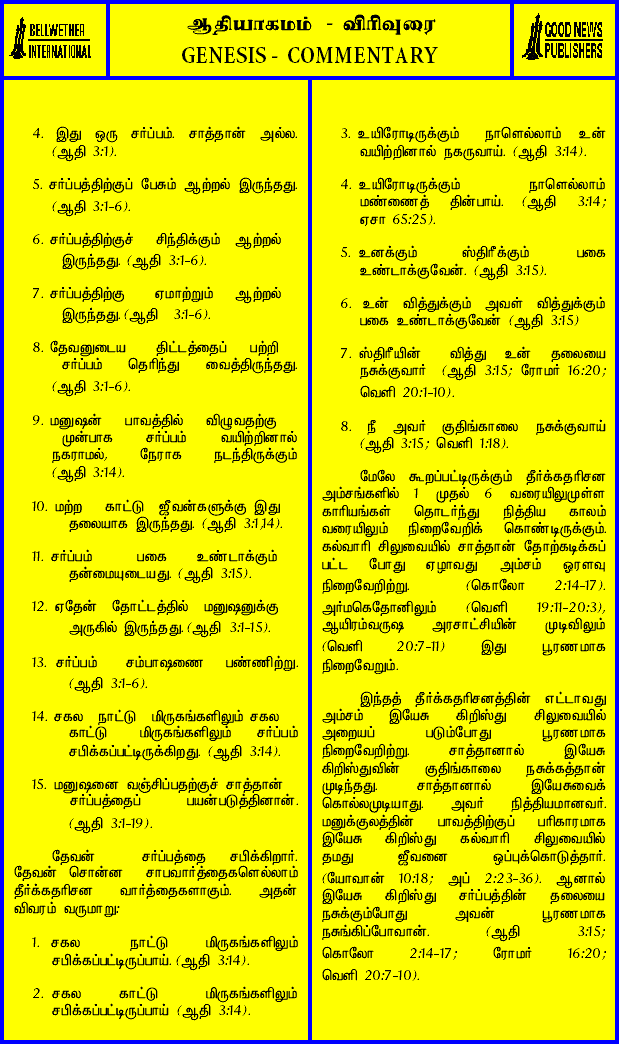 BELLWETHER
INTERNATIONAL
ஆதியாகமம் - விரிவுரை
GENESIS - COMMENTARY
GOOD NEWS
PUBLISHERS
4. இது ஒரு சர்ப்பம். சாத்தான் அல்ல.
(ஆதி 3:1).
5. சர்ப்பத்திற்குப் பேசும் ஆற்றல் இருந்தது.
(ஆதி 3:1-6).
6. சர்ப்பத்திற்குச் சிந்திக்கும் ஆற்றல்
இருந்தது. (ஆதி 3:1-6).
7. சர்ப்பத்திற்கு ஏமாற்றும் ஆற்றல்
இருந்தது. (ஆதி 3:1-6).
8. தேவனுடைய திட்டத்தைப் பற்றி
சர்ப்பம் தெரிந்து வைத்திருந்தது.
(ஆதி 3:1-6).
9. மனுஷன் பாவத்தில் விழுவதற்கு
முன்பாக சர்ப்பம் வயிற்றினால்
நகராமல், நேராக நடந்திருக்கும்
(ஆதி 3:14).
10. மற்ற காட்டு ஜீவன்களுக்கு இது
தலையாக இருந்தது. (ஆதி 3:1,14).
11. சர்ப்பம் பகை உண்டாக்கும்
தன்மையுடையது. (ஆதி 3:15).
12. ஏதேன் தோட்டத்தில் மனுஷனுக்கு
அருகில் இருந்தது. (ஆதி 3:1-15).
13. சர்ப்பம் சம்பாஷணை பண்ணிற்று.
(ஆதி 3:1-6).
14. சகல நாட்டு மிருகங்களிலும் சகல
காட்டு மிருகங்களிலும் சர்ப்பம்
சபிக்கப்பட்டிருக்கிறது. (ஆதி 3:14).
15. மனுஷனை வஞ்சிப்பதற்குச் சாத்தான்
சர்ப்பத்தைப் பயன்படுத்தினான்.
(ஆதி 3:1-19).
தேவன் சர்ப்பத்தை சபிக்கிறார்.
தேவன் சொன்ன சாபவார்த்தைகளெல்லாம்
தீர்க்கதரிசன வார்த்தைகளாகும். அதன்
விவரம் வருமாறு:
1. சகல நாட்டு மிருகங்களிலும்
சபிக்கப்பட்டிருப்பாய். (ஆதி 3:14).
2. சகல காட்டு மிருகங்களிலும்
சபிக்கப்பட்டிருப்பாய் (ஆதி 3:14).
3. உயிரோடிருக்கும் நாளெல்லாம் உன்
வயிற்றினால் நகருவாய். (ஆதி 3:14).
4. உயிரோடிருக்கும் நாளெல்லாம்
மண்ணைத் தின்பாய். (ஆதி 3:14;
ஏசா 65:25).
5. உனக்கும் ஸ்திரீக்கும் பகை
உண்டாக்குவேன். (ஆதி 3:15).
6. உன் வித்துக்கும் அவள் வித்துக்கும்
பகை உண்டாக்குவேன் (ஆதி 3:15)
7. ஸ்திரீயின் வித்து உன் தலையை
நசுக்குவார் (ஆதி 3:15; ரோமர் 16:20;
வெளி 20:1-10).
8. நீ அவர் குதிங்காலை நசுக்குவாய்
(ஆதி 3:15; வெளி 1:18).
மேலே கூறப்பட்டிருக்கும் தீர்க்கதரிசன
அம்சங்களில் 1 முதல் 6 வரையிலுமுள்ள
காரியங்கள் தொடர்ந்து நித்திய காலம்
வரையிலும் நிறைவேறிக் கொண்டிருக்கும்.
கல்வாரி சிலுவையில் சாத்தான் தோற்கடிக்கப்
பட்ட போது ஏழாவது அம்சம் ஓரளவு
நிறைவேறிற்று. (கொலோ 2:14-17).
அர்மகெதோனிலும் (வெளி 19:11-20:3),
ஆயிரம்வருஷ அரசாட்சியின் முடிவிலும்
(வெளி 20:7-11) இது பூரணமாக
நிறைவேறும்.
இந்தத் தீர்க்கதரிசனத்தின் எட்டாவது
அம்சம் இயேசு கிறிஸ்து சிலுவையில்
அறையப் படும்போது பூரணமாக
நிறைவேறிற்று. சாத்தானால் இயேசு
கிறிஸ்துவின் குதிங்காலை நசுக்கத்தான்
முடிந்தது. சாத்தானால் இயேசுவைக்
கொல்லமுடியாது. அவர் நித்தியமானவர்.
மனுக்குலத்தின் பாவத்திற்குப் பரிகாரமாக
இயேசு கிறிஸ்து கல்வாரி சிலுவையில்
தமது ஜீவனை ஒப்புக்கொடுத்தார்.
(யோவான் 10:18; அப் 2:23-36). ஆனால்
இயேசு கிறிஸ்து சர்ப்பத்தின் தலையை
நசுக்கும்போது அவன் பூரணமாக
நசுங்கிப்போவான். (ஆதி 3:15;
கொலோ 2:14-17; ரோமர் 16:20;
வெளி 20:7-10).